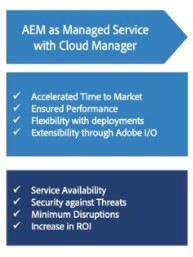 AEM as Managed Service
with Cloud Manager
✓ Accelerated Time to Market
✓ Ensured Performance
✓ Flexibility with deployments
✓ Extensibility through Adobe I/O
✓ Service Availability
✓ Security against Threats
✓ Minimum Disruptions
✓ Increase in ROI